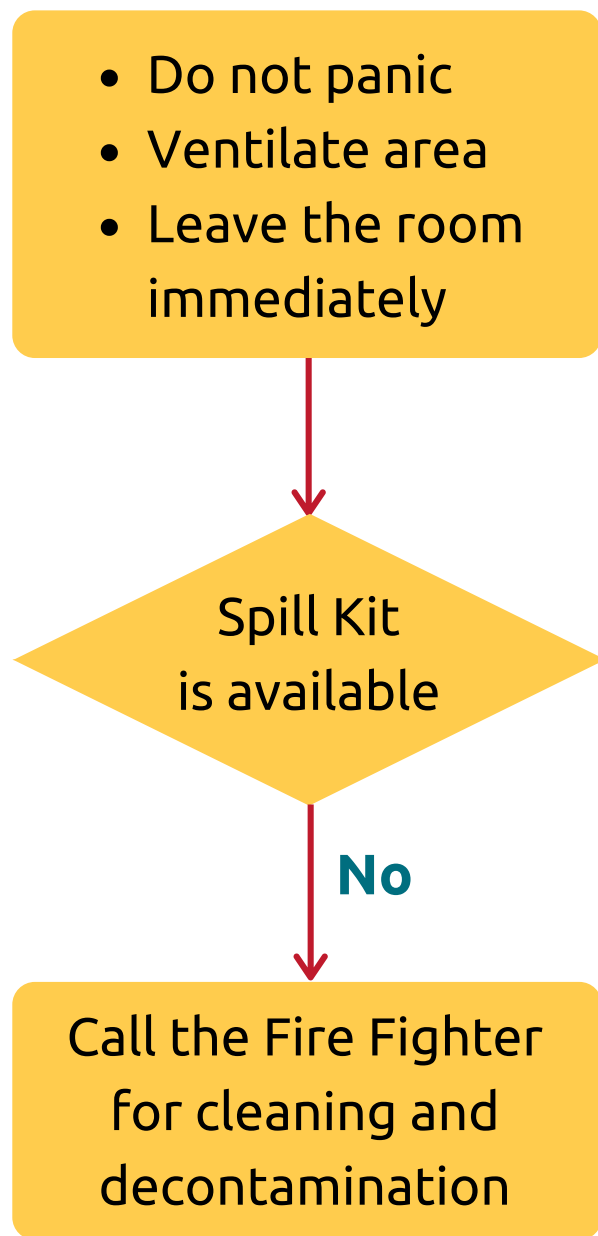 • Do not panic
• Ventilate area
• Leave the room
immediately
Spill Kit
is available
No
Call the Fire Fighter
for cleaning and
decontamination